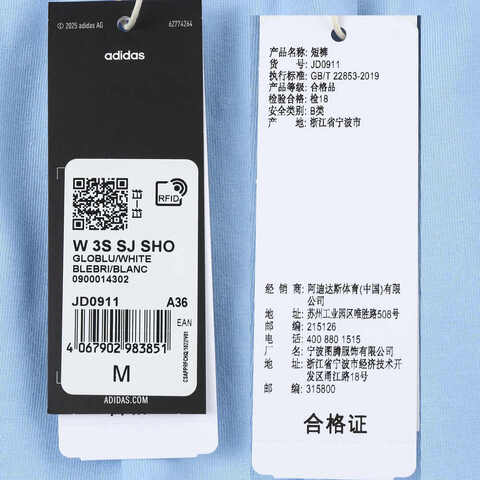 © 2025 adidas AG
6Z774264
adidas
RFID
W 3S SJ SHO
GLOBLU/WHITE
BLEBRI/BLANC
0900014302
JD0911 A36
EAN
4 067902 983851
M
ADIDAS.COM
产品名称: 短裤
货 号: JD0911
执行标准: GB/T 22853-2019
产品等级: 合格品
检验合格: 检18
安全类别: B类
产 地: 浙江省宁波市
经 销 商: 阿迪达斯体育(中国)有限
公司
地 址: 苏州工业园区唯胜路508号
邮 编: 215126
电 话: 400 880 1515
厂 名: 宁波图腾服饰有限公司
地 址: 浙江省宁波市经济技术开
发区甬江路18号
邮 编: 315800
合格证